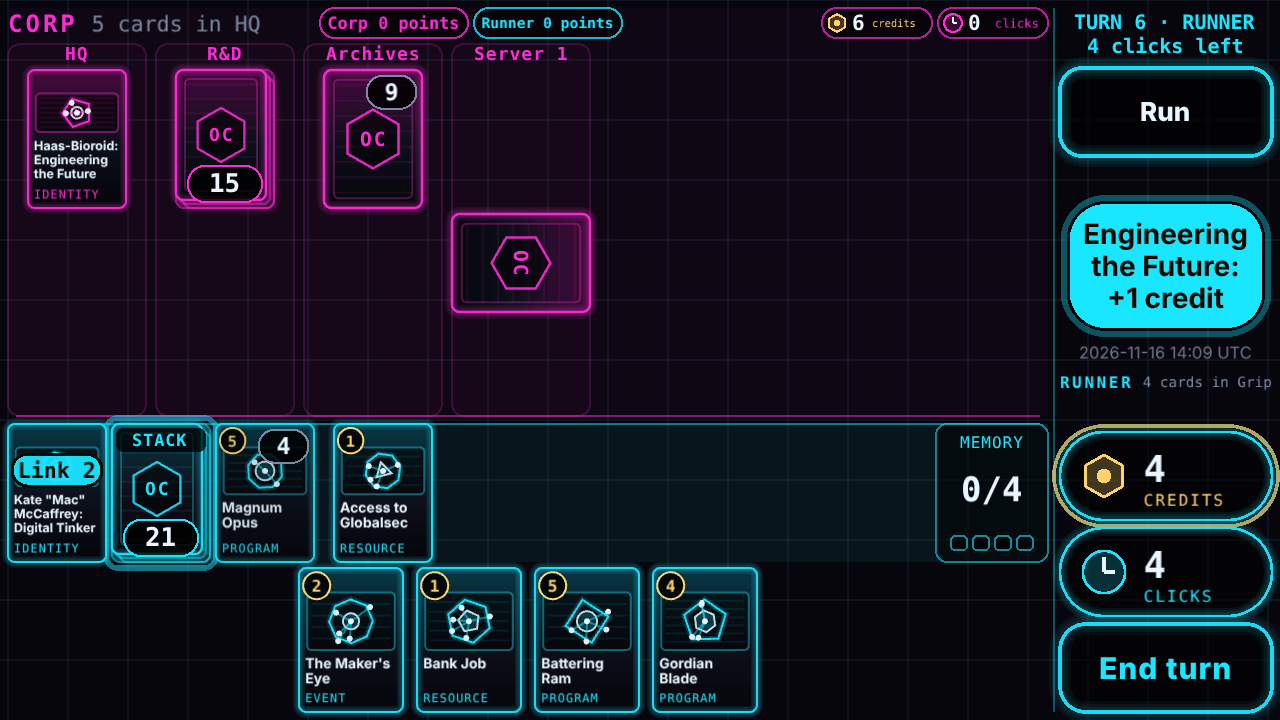 CORP 5 cards in HQ
Corp 0 points
Runner 0 points
6 credits
0 clicks
TURN 6 · RUNNER
4 clicks left
HQ
R&D
Archives
Server 1
Run
Haas-Bioroid:
Engineering
the Future
IDENTITY
OC
15
9
OC
OC
Engineering
the Future:
+1 credit
2026-11-16 14:09 UTC
RUNNER 4 cards in Grip
Link 2
Kate "Mac"
McCaffrey:
Digital Tinker
IDENTITY
STACK
OC
21
5
4
Magnum
Opus
PROGRAM
1
Access to
Globalsec
RESOURCE
MEMORY
0/4
4
CREDITS
4
CLICKS
2
The Maker's
Eye
EVENT
1
Bank Job
RESOURCE
5
Battering
Ram
PROGRAM
4
Gordian
Blade
PROGRAM
End turn